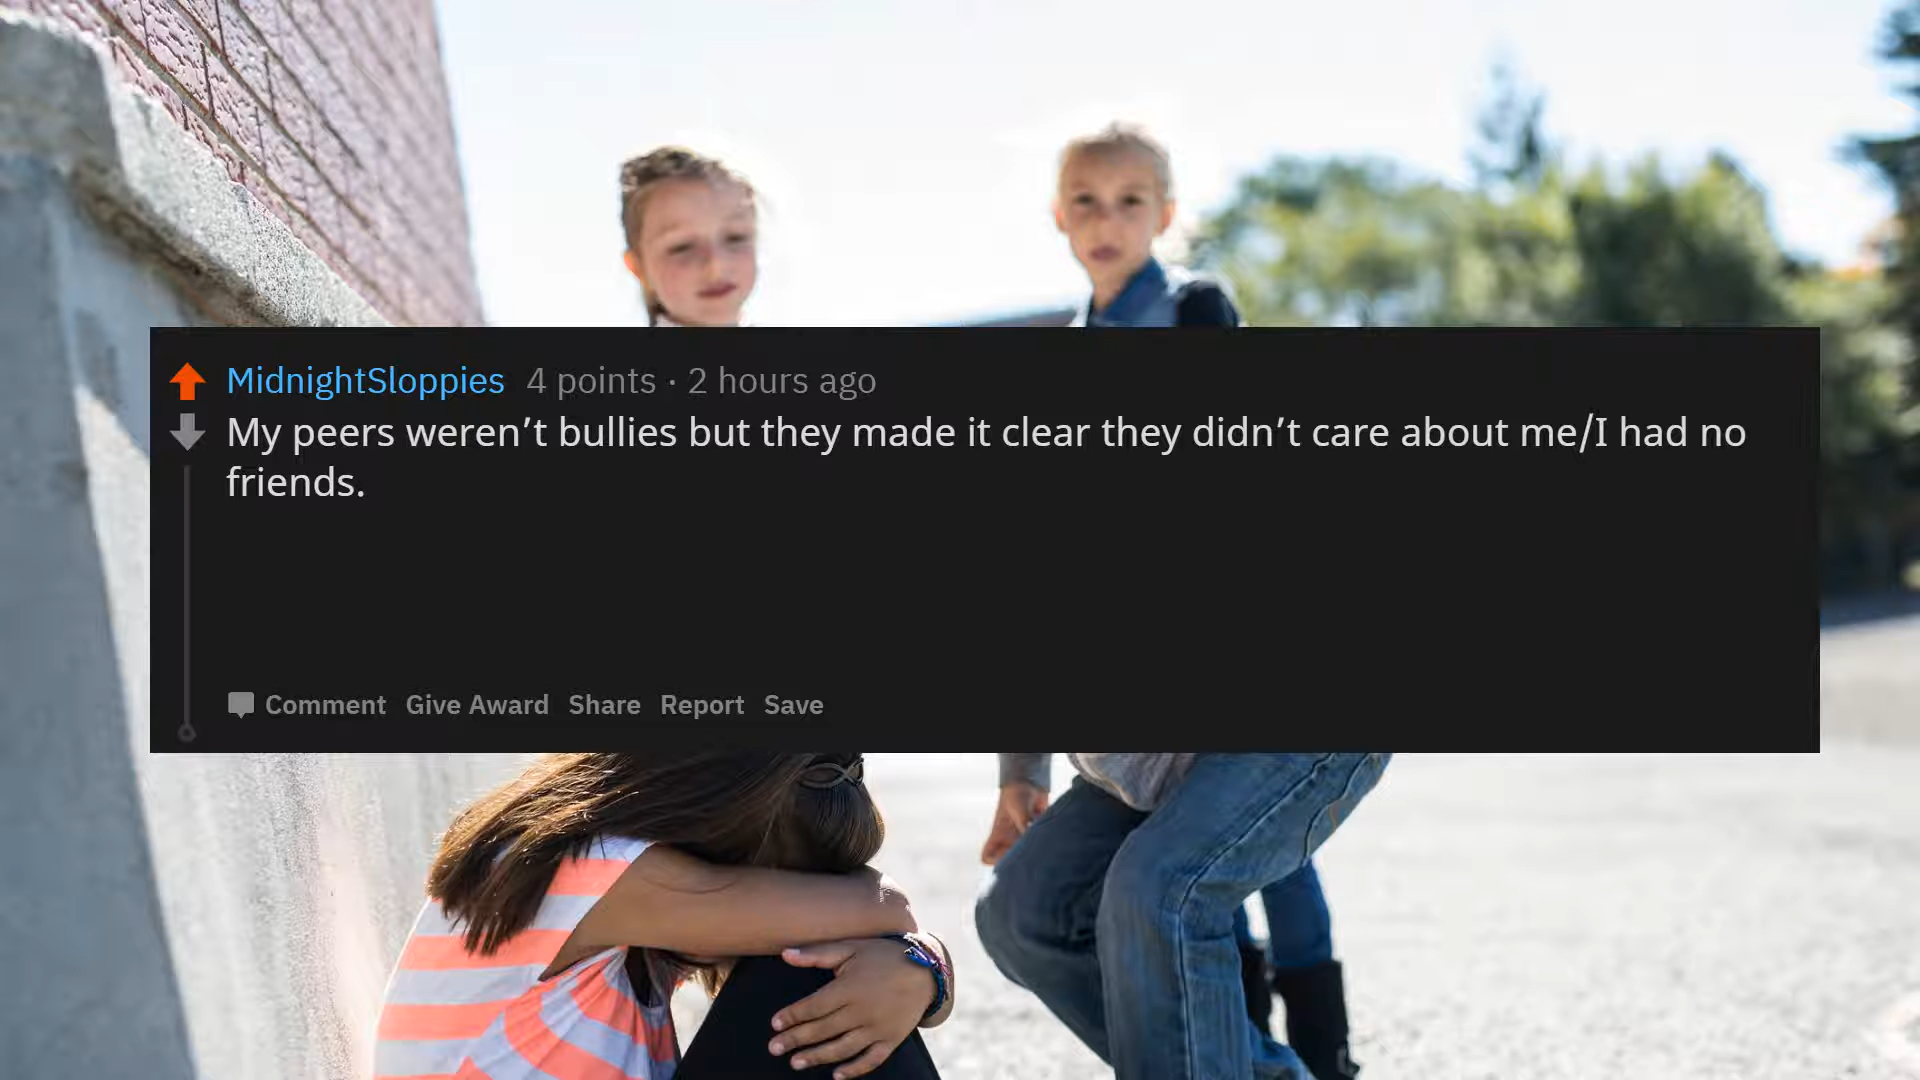 MidnightSloppies 4 points · 2 hours ago
My peers weren’t bullies but they made it clear they didn’t care about me/I had no
friends.
Comment Give Award Share Report Save